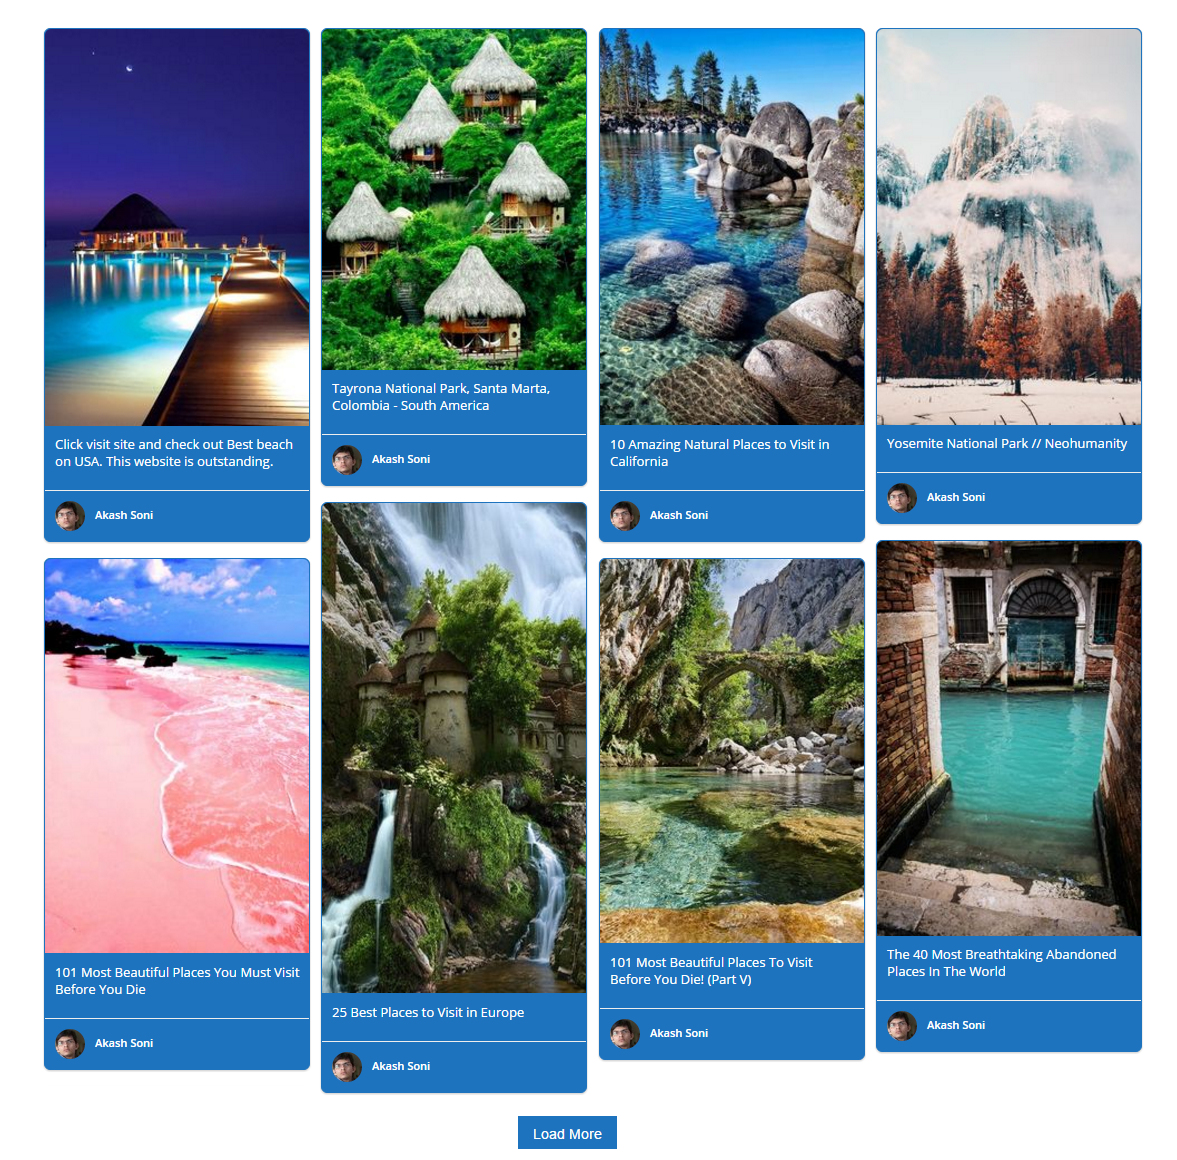 Click visit site and check out Best beach
on USA. This website is outstanding.
Akash Soni
Tayrona National Park, Santa Marta,
Colombia - South America
Akash Soni
10 Amazing Natural Places to Visit in
California
Akash Soni
Yosemite National Park // Neohumanity
Akash Soni
101 Most Beautiful Places You Must Visit
Before You Die
Akash Soni
25 Best Places to Visit in Europe
Akash Soni
101 Most Beautiful Places To Visit
Before You Die! (Part V)
Akash Soni
The 40 Most Breathtaking Abandoned
Places In The World
Akash Soni
Load More